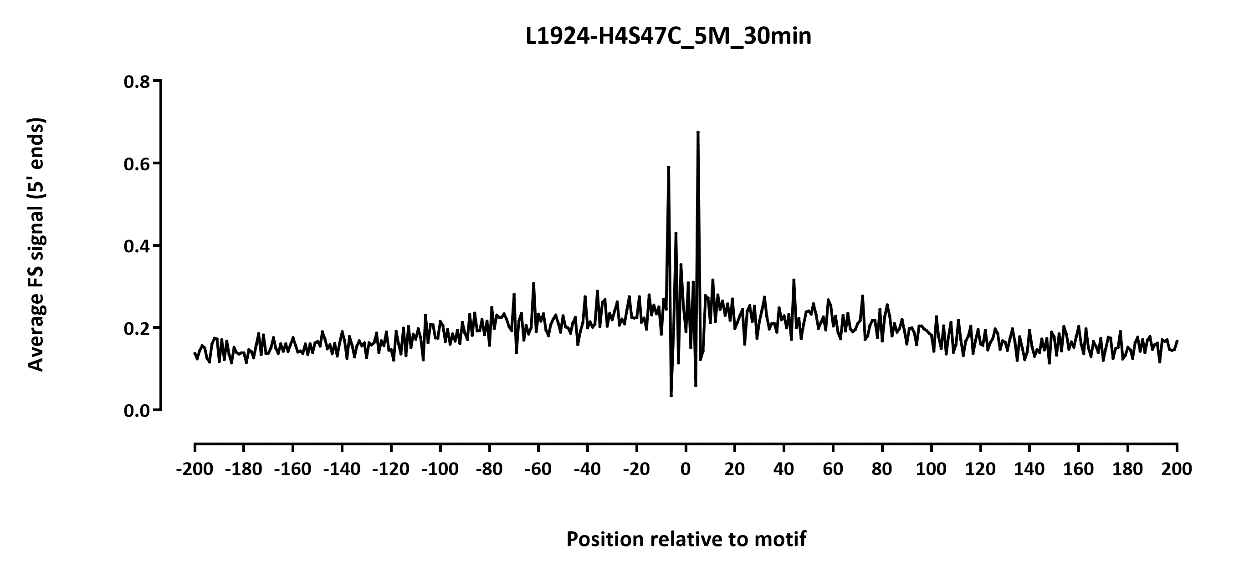 L1924-H4S47C_5M_30min
Average FS signal (5' ends)
0.8
0.6
0.4
0.2
0.0
-200 -180 -160 -140 -120 -100 -80 -60 -40 -20 0 20 40 60 80 100 120 140 160 180 200
Position relative to motif